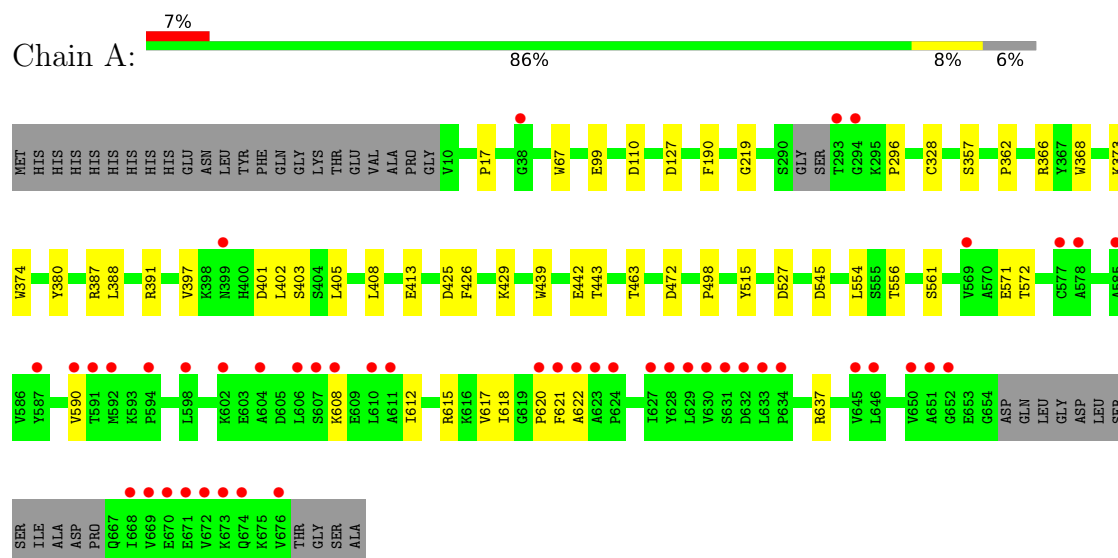 7%
Chain A:
86% 8% 6%
MET HIS HIS HIS HIS HIS HIS HIS HIS HIS GLU ASN LEU TYR PHE GLN GLY LYS THR GLU VAL ALA PRO GLY V10 P17 G38 W67 E99 D110 D127 F190 G219 S290 GLY SER T293 G294 K295 P296 C328 S357 P362 R366 Y367 W368 K373
W374 Y380 R387 L388 R391 V397 K398 N399 H400 D401 L402 S403 S404 L405 L408 E413 D425 F426 K429 W439 E442 T443 T463 D472 P498 Y515 D527 D545 L554 S555 T556 S561 V569 A570 E571 T572 C577 A578 A585
V586 Y587 V590 T591 M592 K593 P594 L598 K602 E603 A604 D605 L606 S607 K608 E609 L610 A611 I612 R615 K616 V617 I618 G619 P620 F621 A622 A623 P624 I627 Y628 L629 V630 S631 D632 L633 P634 R637 V645 L646 V650 A651 G652 E653 G654 ASP GLN LEU GLY ASP LEU SER
SER ILE ALA ASP PRO Q667 I668 V669 E670 E671 V672 K673 Q674 K675 V676 THR GLY SER ALA